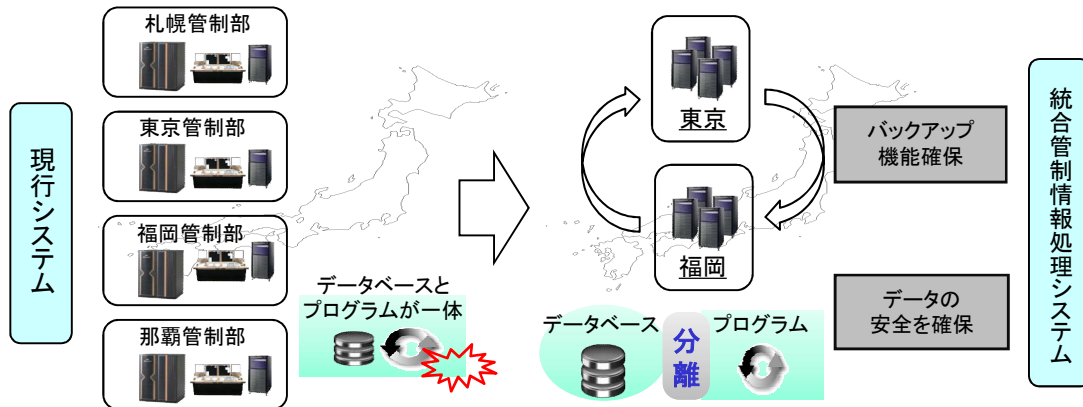 現行システム
札幌管制部
東京管制部
福岡管制部
那覇管制部
データベースと
プログラムが一体
東京
福岡
データベース
分離
プログラム
バックアップ
機能確保
データの
安全を確保
統合管制情報処理システム